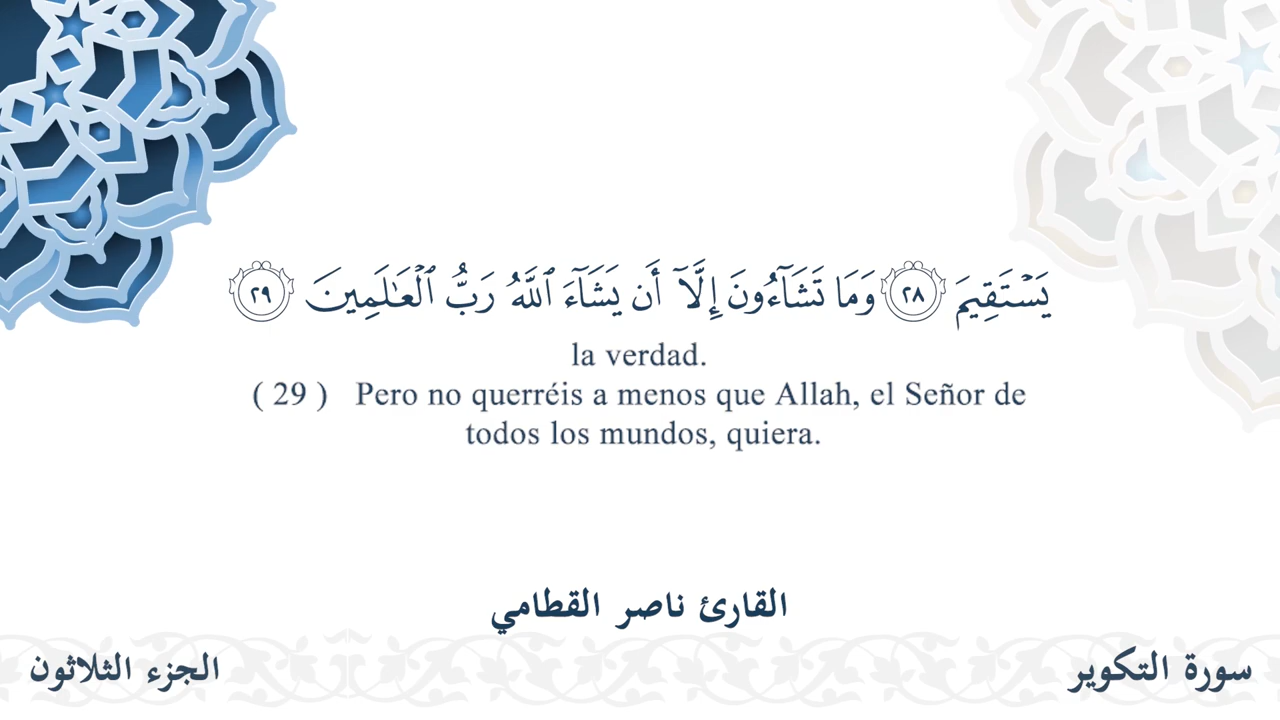 يَسْتَقِيمَ ٢٨ وَمَا تَشَآءُونَ إِلَّآ أَن يَشَآءَ ٱللَّهُ رَبُّ ٱلْعَٰلَمِينَ ٢٩
la verdad.
( 29 ) Pero no querréis a menos que Allah, el Señor de
todos los mundos, quiera.
القارئ ناصر القطامي
سورة التكوير
الجزء الثلاثون